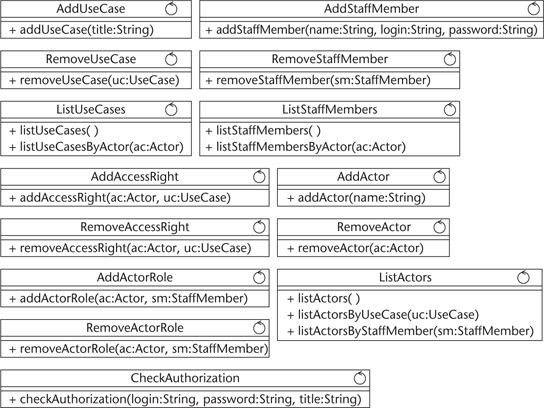 AddUseCase
+ addUseCase(title:String)
AddStaffMember
+ addStaffMember(name:String, login:String, password:String)
RemoveUseCase
+ removeUseCase(uc:UseCase)
RemoveStaffMember
+ removeStaffMember(sm:StaffMember)
ListUseCases
+ listUseCases( )
+ listUseCasesByActor(ac:Actor)
ListStaffMembers
+ listStaffMembers( )
+ listStaffMembersByActor(ac:Actor)
AddAccessRight
+ addAccessRight(ac:Actor, uc:UseCase)
AddActor
+ addActor(name:String)
RemoveAccessRight
+ removeAccessRight(ac:Actor, uc:UseCase)
RemoveActor
+ removeActor(ac:Actor)
AddActorRole
+ addActorRole(ac:Actor, sm:StaffMember)
ListActors
+ listActors( )
+ listActorsByUseCase(uc:UseCase)
+ listActorsByStaffMember(sm:StaffMember)
RemoveActorRole
+ removeActorRole(ac:Actor, sm:StaffMember)
CheckAuthorization
+ checkAuthorization(login:String, password:String, title:String)